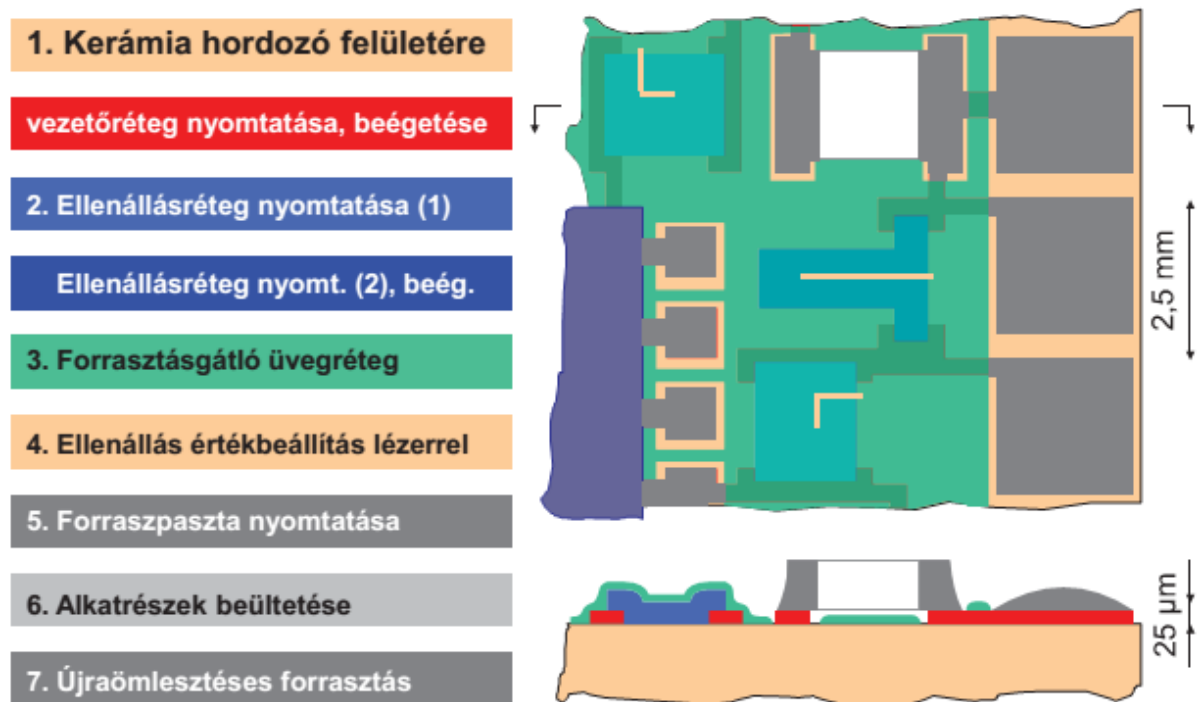 1. Kerámia hordozó felületére
vezetőréteg nyomtatása, beégetése
2. Ellenállásréteg nyomtatása (1)
Ellenállásréteg nyomt. (2), beég.
3. Forrasztásgátló üvegréteg
4. Ellenállás értékbeállítás lézerrel
5. Forraszpaszta nyomtatása
6. Alkatrészek beültetése
7. Újraömlesztéses forrasztás
2,5 mm
25 μm